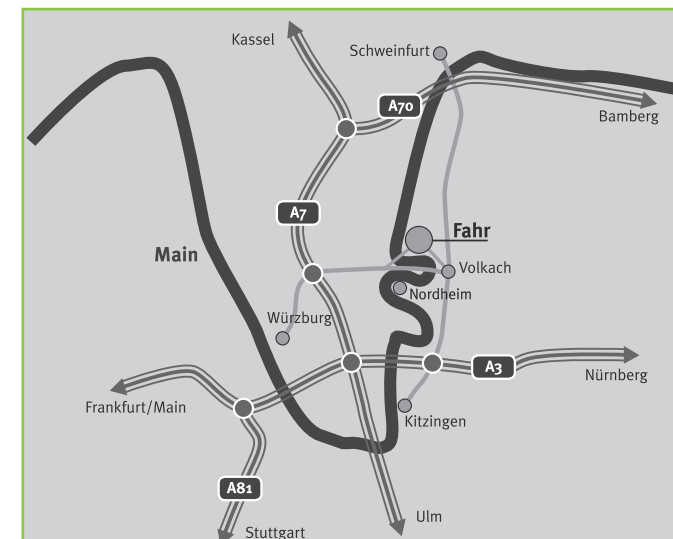 Kassel
Schweinfurt
A70
Bamberg
A7
Fahr
Main
Volkach
Nordheim
Würzburg
A3
Nürnberg
Frankfurt/Main
Kitzingen
A81
Ulm
Stuttgart